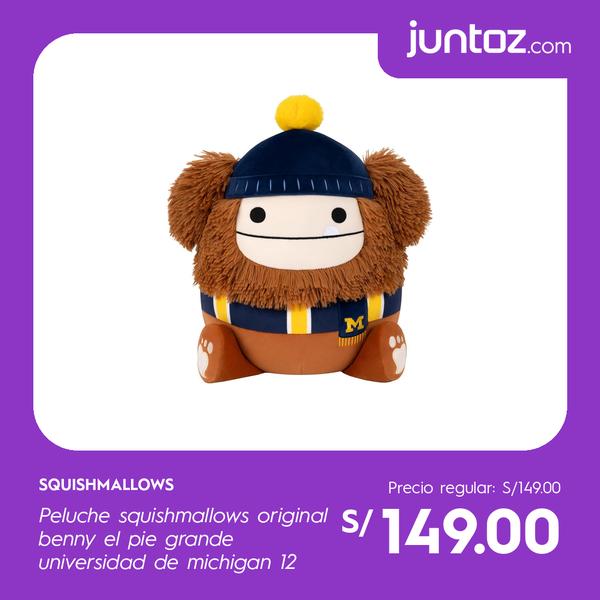 juntoz.com
M
SQUISHMALLOWS
Peluche squishmallows original
benny el pie grande
universidad de michigan 12
Precio regular: S/149.00
S/149.00